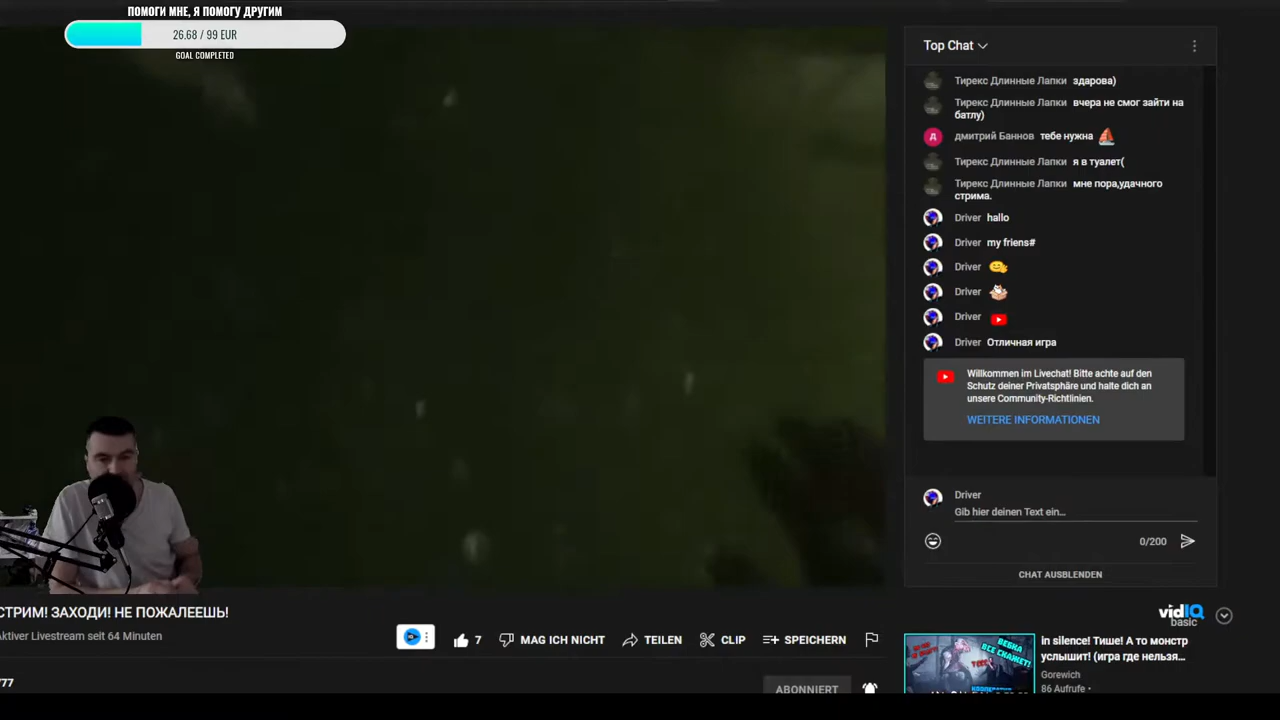 ПОМОГИ МНЕ, Я ПОМОГУ ДРУГИМ
26.68 / 99 EUR
GOAL COMPLETED
Top Chat
Тирекс Длинные Лапки здарова)
Тирекс Длинные Лапки вчера не смог зайти на
батлу)
Д дмитрий Баннов тебе нужна
Тирекс Длинные Лапки я в туалет(
Тирекс Длинные Лапки мне пора,удачного
стрима.
Driver hallo
Driver my friens#
Driver
Driver
Driver
Driver Отличная игра
Willkommen im Livechat! Bitte achte auf den
Schutz deiner Privatsphäre und halte dich an
unsere Community-Richtlinien.
WEITERE INFORMATIONEN
Driver
Gib hier deinen Text ein...
0/200
CHAT AUSBLENDEN
СТРИМ! ЗАХОДИ! НЕ ПОЖАЛЕЕШЬ!
Aktiver Livestream seit 64 Minuten
7 MAG ICH NICHT TEILEN CLIP SPEICHERN
vidIQ
basic
in silence! Тише! А то монстр
услышит! (игра где нельзя...
Gorewich
86 Aufrufe •
ВЕБКА
ВСЕ СКАЖЕТ!
777
ABONNIERT